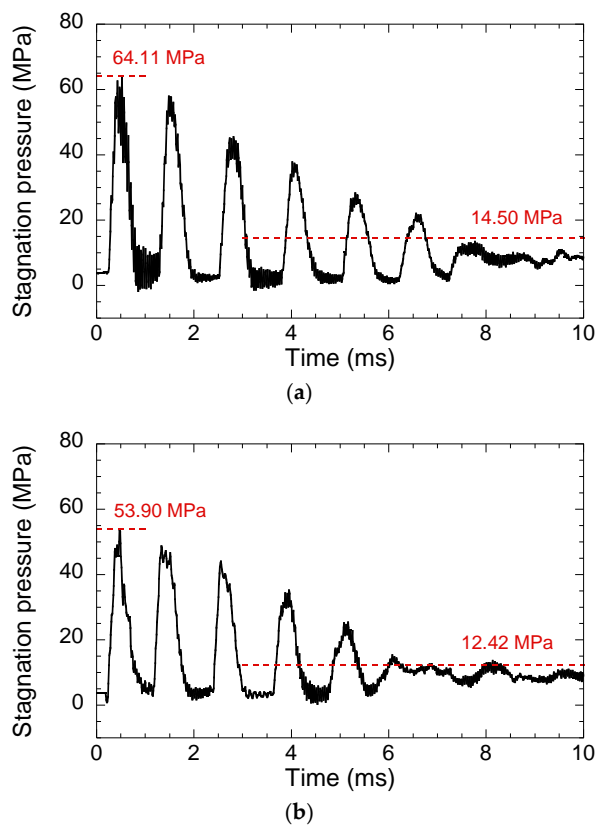 80
60
40
20
0
Stagnation pressure (MPa)
64.11 MPa
14.50 MPa
0 2 4 6 8 10
Time (ms)
(a)
80
60
40
20
0
Stagnation pressure (MPa)
53.90 MPa
12.42 MPa
0 2 4 6 8 10
Time (ms)
(b)